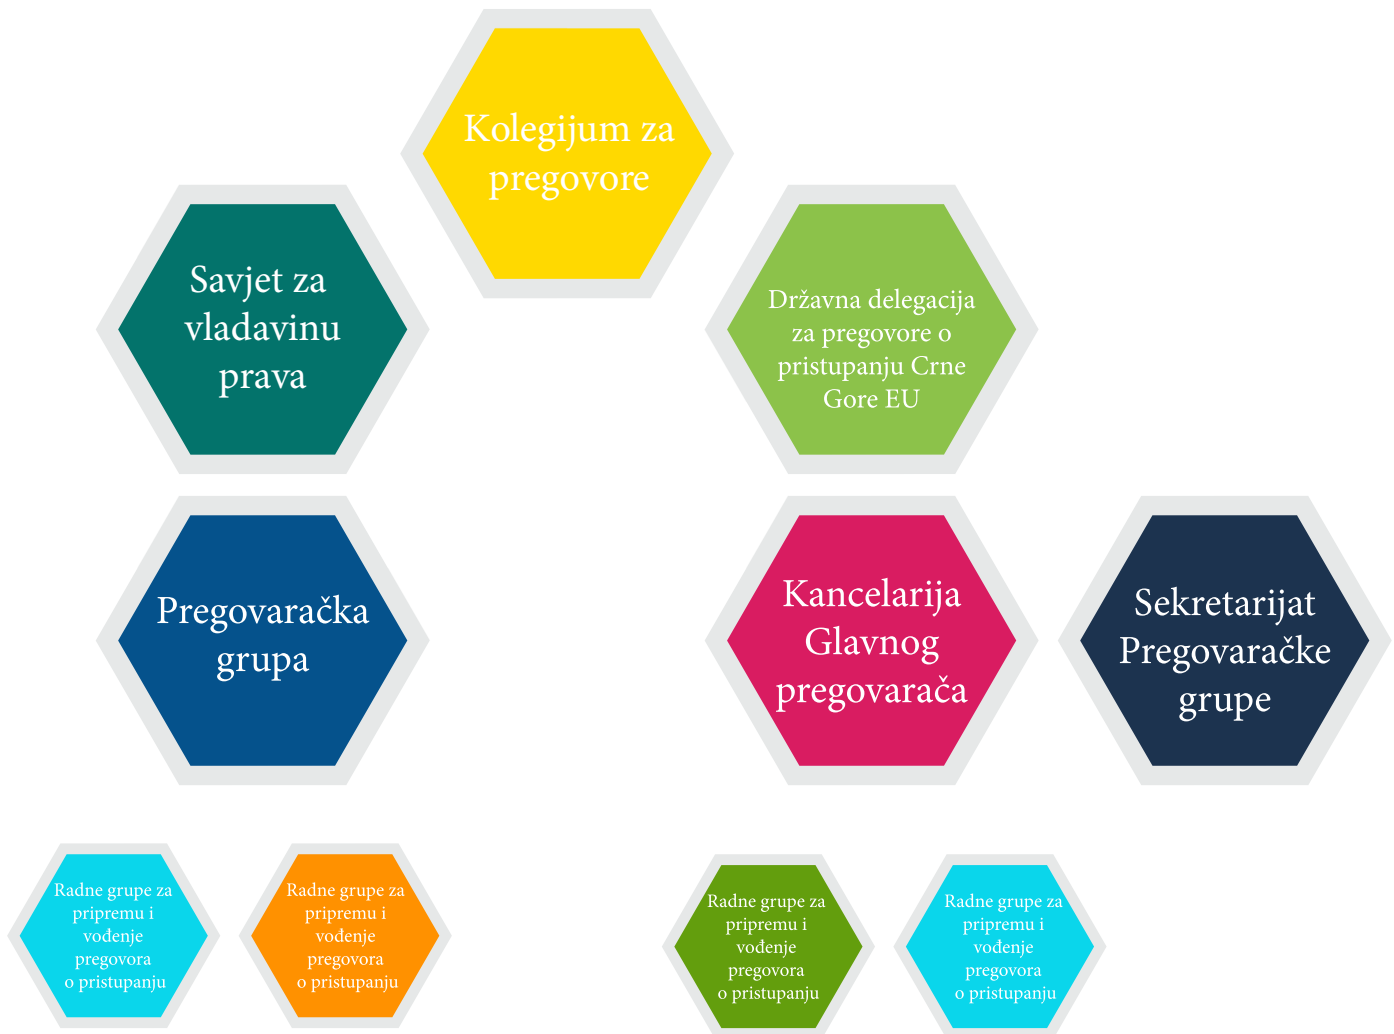 Kolegijum za
pregovore
Savjet za
vladavinu
prava
Državna delegacija
za pregovore o
pristupanju Crne
Gore EU
Pregovaračka
grupa
Kancelarija
Glavnog
pregovarača
Sekretarijat
Pregovaračke
grupe
Radne grupe za
pripremu i
vođenje
pregovora
o pristupanju
Radne grupe za
pripremu i
vođenje
pregovora
o pristupanju
Radne grupe za
pripremu i
vođenje
pregovora
o pristupanju
Radne grupe za
pripremu i
vođenje
pregovora
o pristupanju